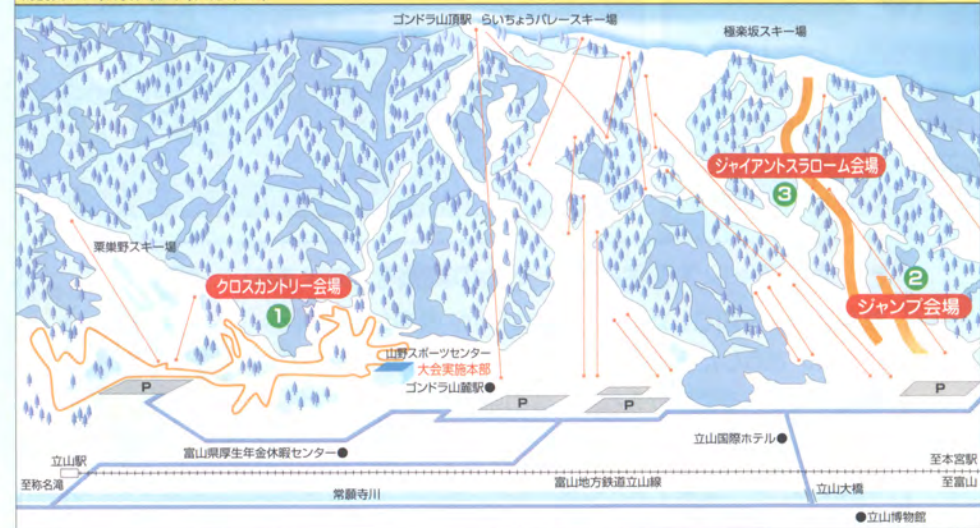 ゴンドラ山頂駅 らいちょうバレースキー場
極楽坂スキー場
ジャイアントスラローム会場
3
粟巣野スキー場
クロスカントリー会場
1
2
ジャンプ会場
山野スポーツセンター
大会実施本部
ゴンドラ山麓駅●
P
P
P
P
富山県厚生年金休暇センター●
立山国際ホテル●
立山駅
至本宮駅
至称名滝
常願寺川
富山地方鉄道立山線
立山大橋
至富山
●立山博物館